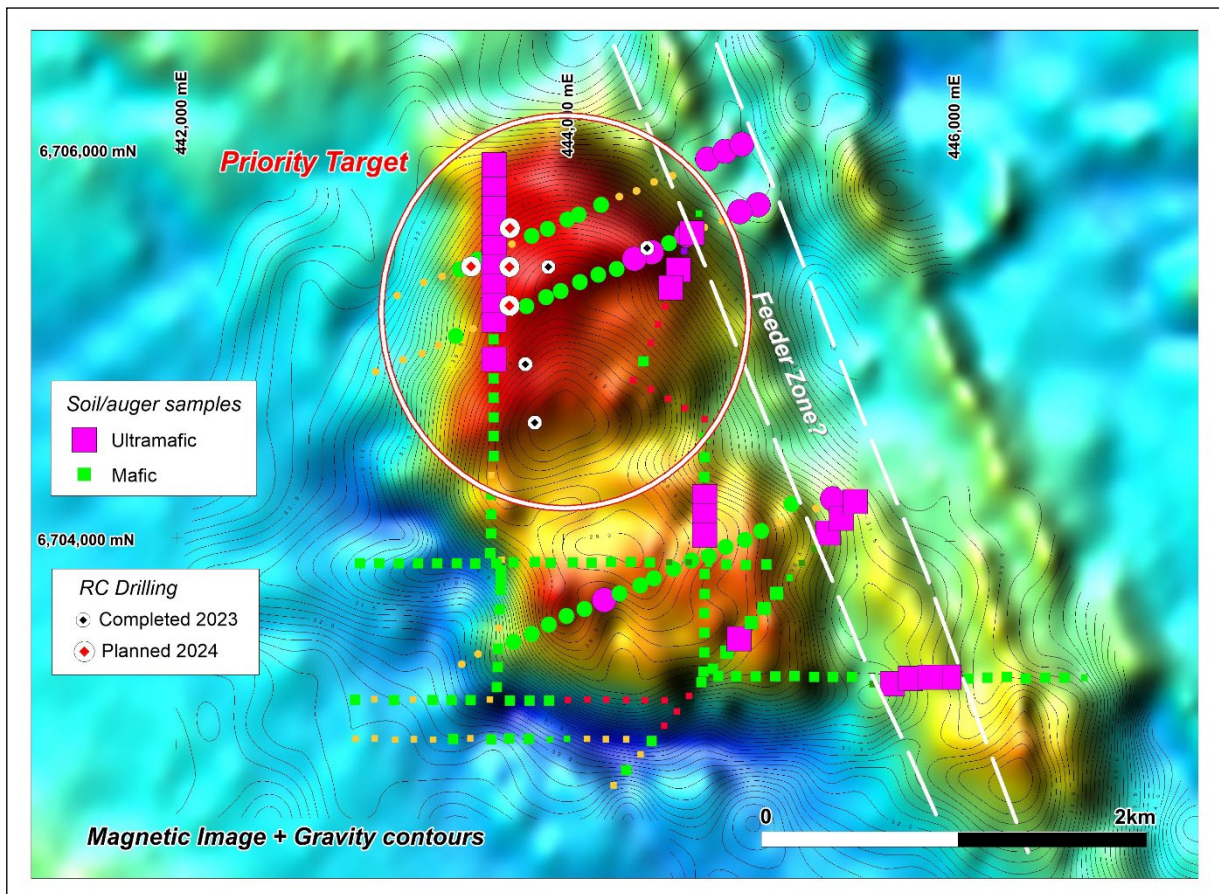 442,000 mE
444,000 mE
446,000 mE
6,706,000 mN
Priority Target
Feeder Zone?
Soil/auger samples
Ultramafic
Mafic
6,704,000 mN
RC Drilling
Completed 2023
Planned 2024
0
2km
Magnetic Image + Gravity contours